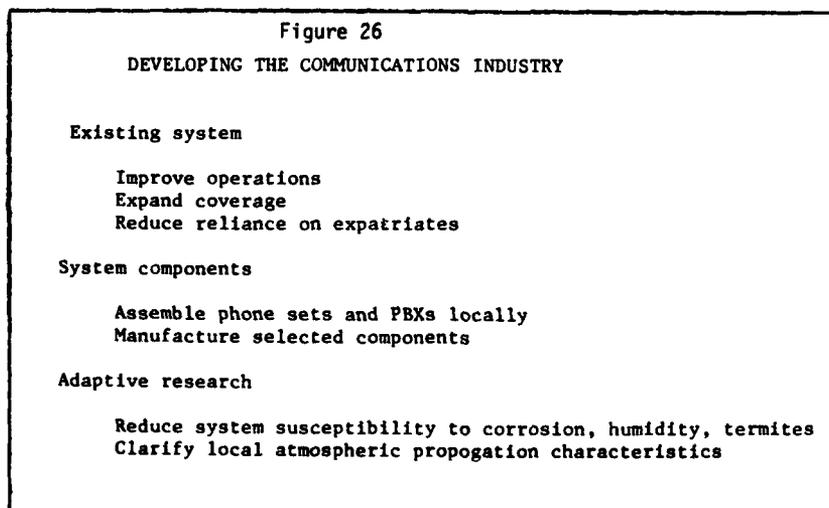 Figure 26
DEVELOPING THE COMMUNICATIONS INDUSTRY
Existing system
Improve operations
Expand coverage
Reduce reliance on expatriates
System components
Assemble phone sets and PBXs locally
Manufacture selected components
Adaptive research
Reduce system susceptibility to corrosion, humidity, termites
Clarify local atmospheric propogation characteristics